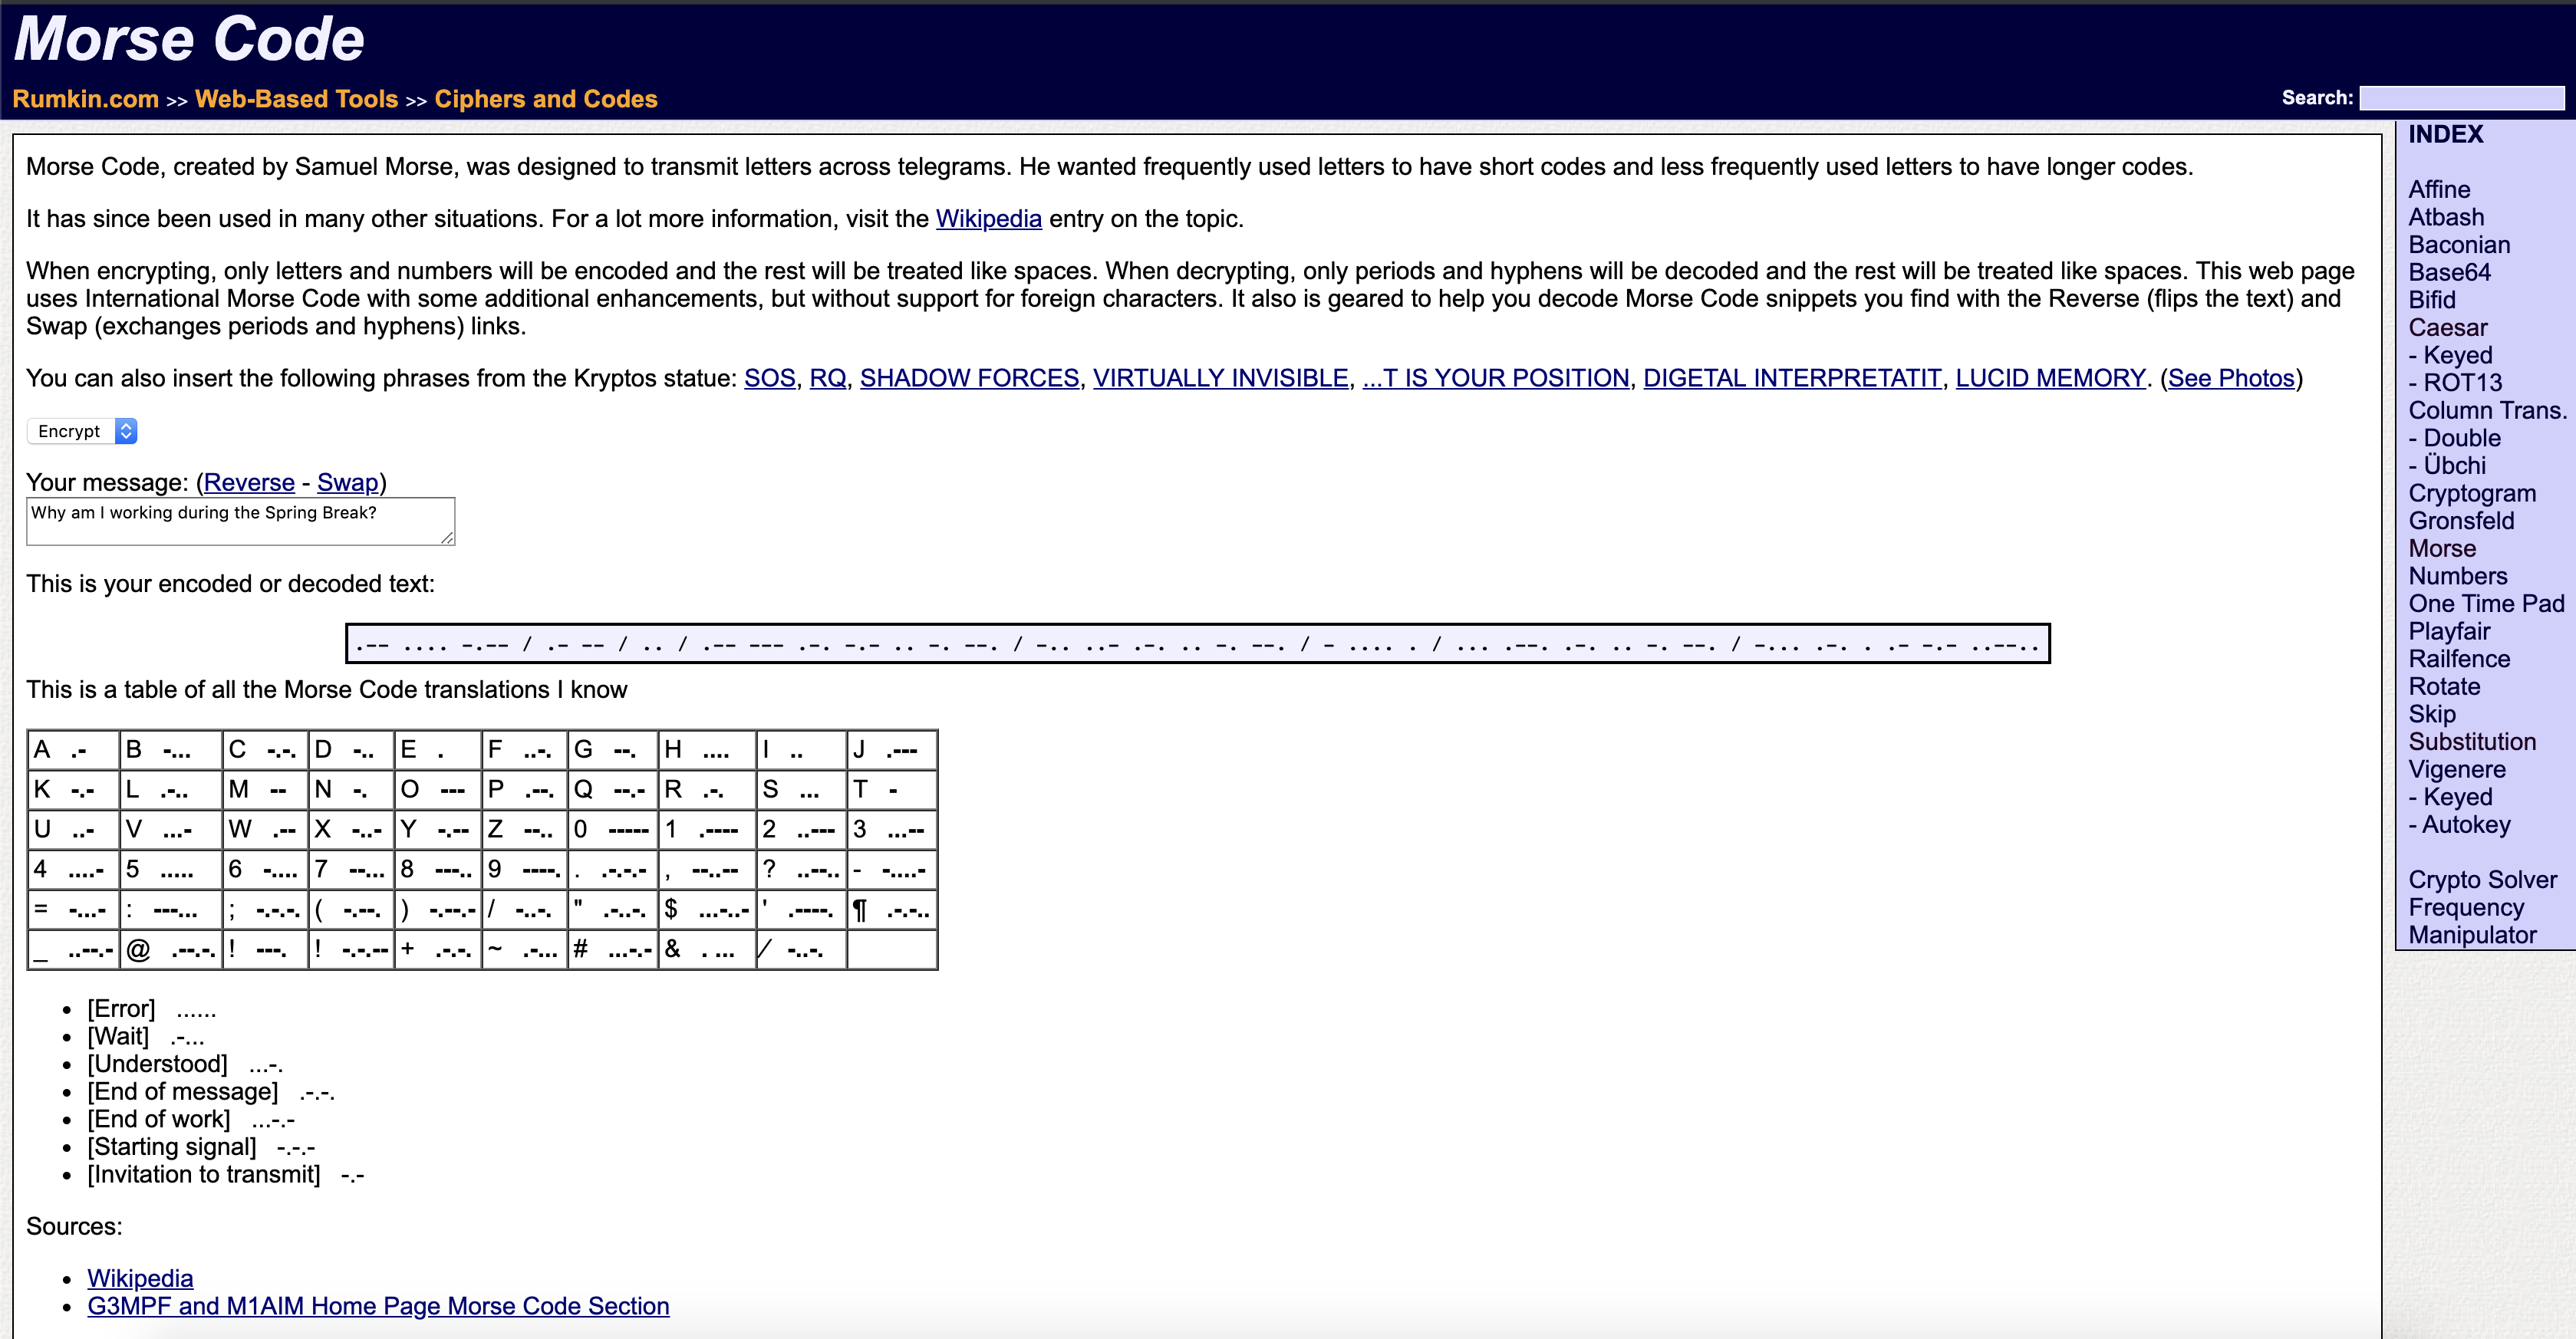 Morse Code
Rumkin.com >> Web-Based Tools >> Ciphers and Codes
Search:
Morse Code, created by Samuel Morse, was designed to transmit letters across telegrams. He wanted frequently used letters to have short codes and less frequently used letters to have longer codes.
It has since been used in many other situations. For a lot more information, visit the Wikipedia entry on the topic.
When encrypting, only letters and numbers will be encoded and the rest will be treated like spaces. When decrypting, only periods and hyphens will be decoded and the rest will be treated like spaces. This web page
uses International Morse Code with some additional enhancements, but without support for foreign characters. It also is geared to help you decode Morse Code snippets you find with the Reverse (flips the text) and
Swap (exchanges periods and hyphens) links.
You can also insert the following phrases from the Kryptos statue: SOS, RQ, SHADOW FORCES, VIRTUALLY INVISIBLE, ...T IS YOUR POSITION, DIGETAL INTERPRETATIT, LUCID MEMORY. (See Photos)
Encrypt
Your message: (Reverse - Swap)
Why am I working during the Spring Break?
This is your encoded or decoded text:
.-- .... -.-- / .- -- / .. / .-- --- .-. -.- .. -. --. / -.. ..- .-. .. -. --. / - .... . / ... .--. .-. .. -. --. / -... .-. . .- -.- ..--..
This is a table of all the Morse Code translations I know
A .- B -... C -.-. D -.. E . F ..-. G --. H .... I .. J .---
K -.- L .-.. M -- N -. O --- P .--. Q --.- R .-. S ... T -
U ..- V ...- W .-- X -..- Y -.-- Z --.. 0 ----- 1 .---- 2 ..--- 3 ...--
4 ....- 5 ..... 6 -.... 7 --... 8 ---.. 9 ----. . .-.-.- , --..-- ? ..--.. - -....-
= -...- : ---... ; -.-.-. ( -.--. ) -.--.- / -..-. " .-..-. $ ...-..- ' .----. ¶ .-.-..
_ ..--.- @ .--.-. ! ---. ! -.-.-- + .-.-. ~ .-... # ...-.- & . ... ⁄ -..-.
• [Error] ......
• [Wait] .-...
• [Understood] ...-.
• [End of message] .-.-.
• [End of work] ...-.-
• [Starting signal] -.-.-
• [Invitation to transmit] -.-
Sources:
• Wikipedia
• G3MPF and M1AIM Home Page Morse Code Section
INDEX
Affine
Atbash
Baconian
Base64
Bifid
Caesar
- Keyed
- ROT13
Column Trans.
- Double
- Übchi
Cryptogram
Gronsfeld
Morse
Numbers
One Time Pad
Playfair
Railfence
Rotate
Skip
Substitution
Vigenere
- Keyed
- Autokey
Crypto Solver
Frequency
Manipulator